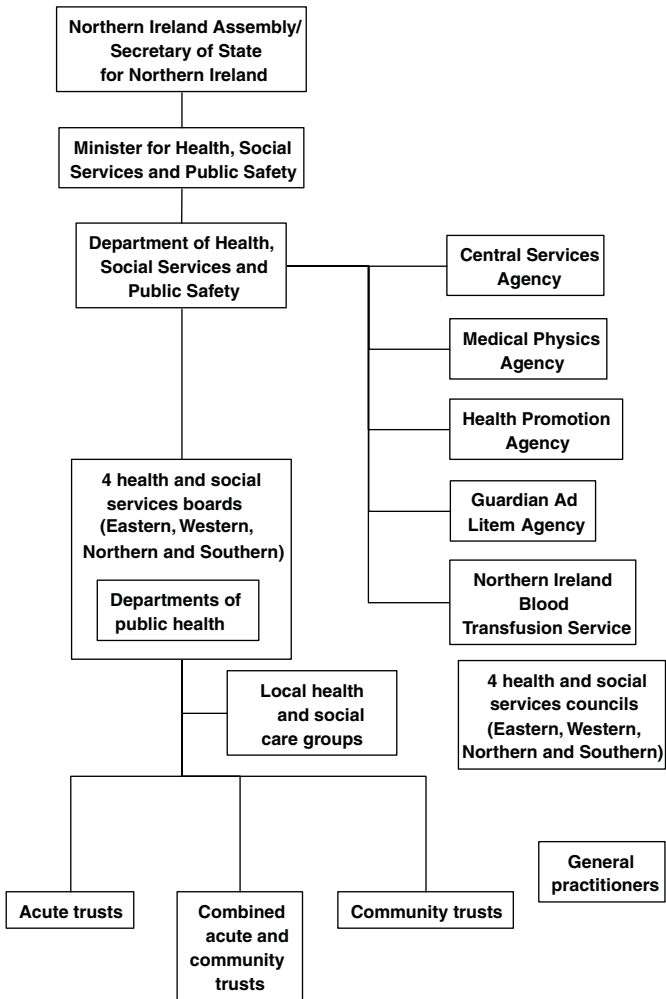 Northern Ireland Assembly/
Secretary of State
for Northern Ireland
Minister for Health, Social
Services and Public Safety
Department of Health,
Social Services and
Public Safety
Central Services
Agency
Medical Physics
Agency
Health Promotion
Agency
Guardian Ad
Litem Agency
Northern Ireland
Blood
Transfusion Service
4 health and social
services boards
(Eastern, Western,
Northern and Southern)
Departments of
public health
4 health and social
services councils
(Eastern, Western,
Northern and Southern)
Local health
and social
care groups
General
practitioners
Acute trusts
Combined
acute and
community
trusts
Community trusts